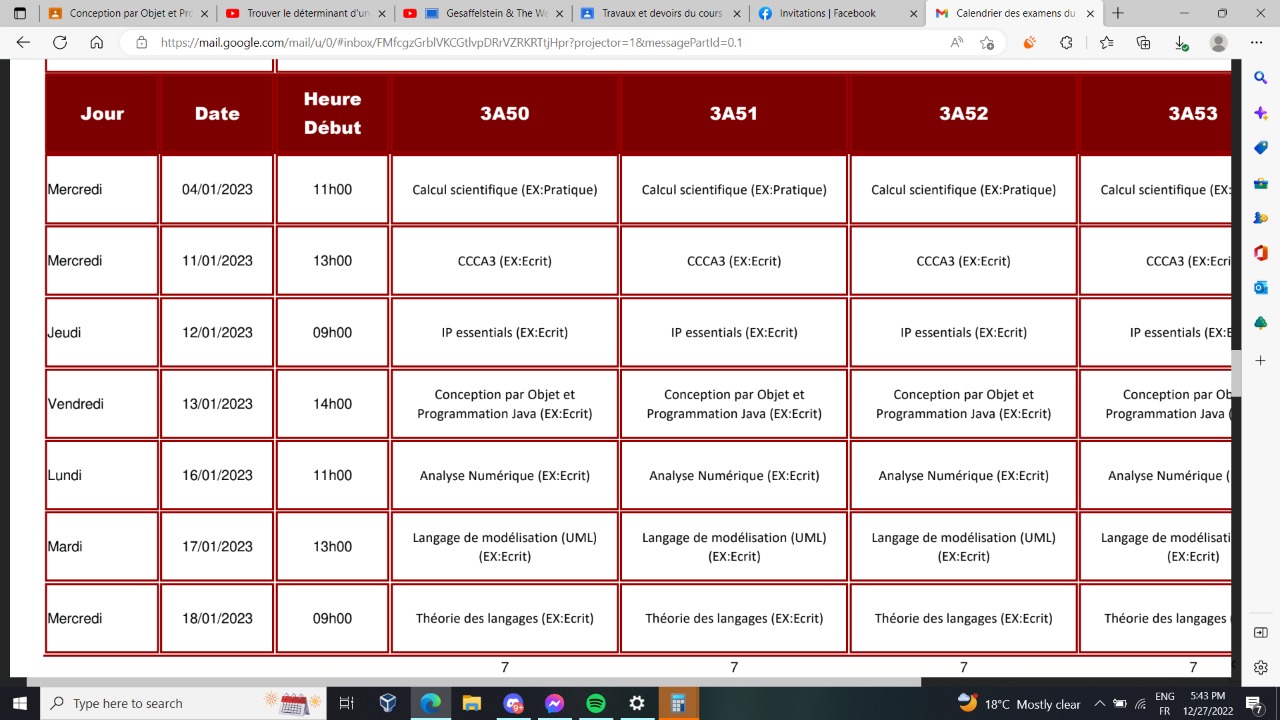 Conception par Objet et Pro
Trouver le déterminant d'un
Gesaffelstein & The We
Travaux et devoirs du cours
Invitations | Facebook
Calendrier des examens du
https://mail.google.com/mail/u/0/#inbox/FMfcgzGrblVKCGtlvpDRrVZRKRTtjHpr?projector=1&messagePartId=0.1
Jour Date Heure Début 3A50 3A51 3A52 3A53
Mercredi 04/01/2023 11h00 Calcul scientifique (EX:Pratique) Calcul scientifique (EX:Pratique) Calcul scientifique (EX:Pratique) Calcul scientifique (EX:
Mercredi 11/01/2023 13h00 CCCA3 (EX:Ecrit) CCCA3 (EX:Ecrit) CCCA3 (EX:Ecrit) CCCA3 (EX:Ecri
Jeudi 12/01/2023 09h00 IP essentials (EX:Ecrit) IP essentials (EX:Ecrit) IP essentials (EX:Ecrit) IP essentials (EX:E
Vendredi 13/01/2023 14h00 Conception par Objet et Programmation Java (EX:Ecrit) Conception par Objet et Programmation Java (EX:Ecrit) Conception par Objet et Programmation Java (EX:Ecrit) Conception par Ob Programmation Java (
Lundi 16/01/2023 11h00 Analyse Numérique (EX:Ecrit) Analyse Numérique (EX:Ecrit) Analyse Numérique (EX:Ecrit) Analyse Numérique (
Mardi 17/01/2023 13h00 Langage de modélisation (UML) (EX:Ecrit) Langage de modélisation (UML) (EX:Ecrit) Langage de modélisation (UML) (EX:Ecrit) Langage de modélisati (EX:Ecrit)
Mercredi 18/01/2023 09h00 Théorie des langages (EX:Ecrit) Théorie des langages (EX:Ecrit) Théorie des langages (EX:Ecrit) Théorie des langages
7 7 7 7
Type here to search
18°C Mostly clear
ENG
FR
5:43 PM
12/27/2022
7